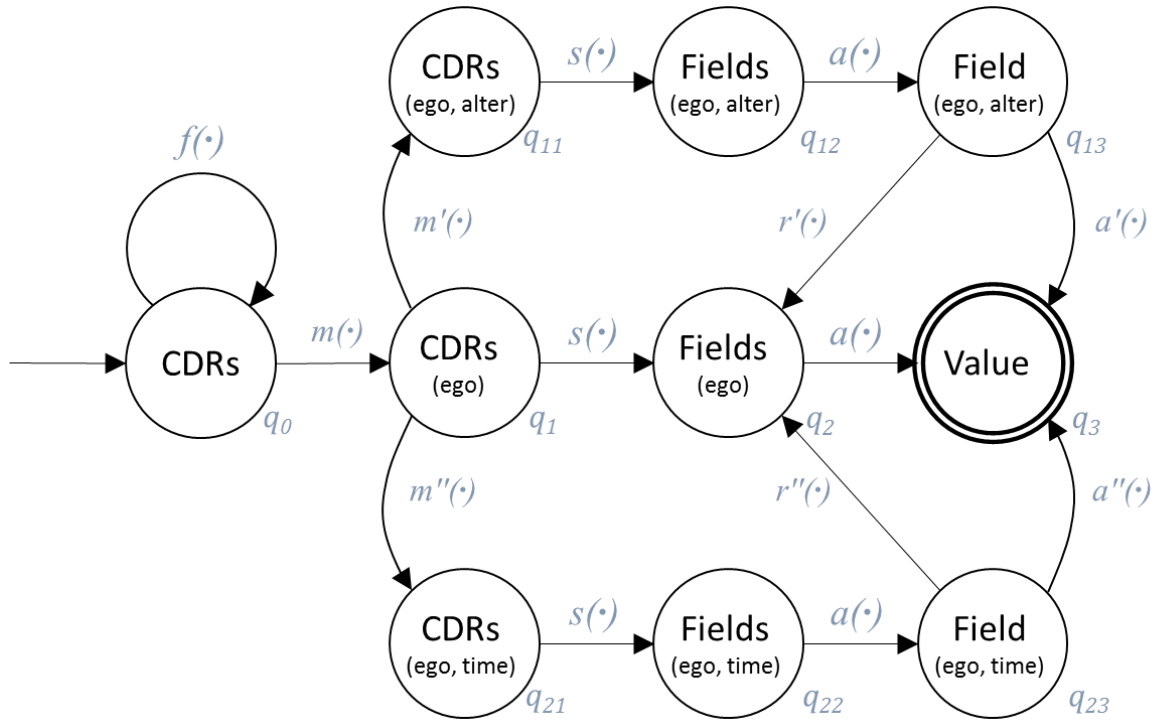 CDRs
(ego, alter)
q11
s(·)
Fields
(ego, alter)
q12
a(·)
Field
(ego, alter)
q13
f(·)
m'(·)
r'(·)
a'(·)
CDRs
q0
m(·)
CDRs
(ego)
q1
s(·)
Fields
(ego)
q2
a(·)
Value
q3
m''(·)
r''(·)
a''(·)
CDRs
(ego, time)
q21
s(·)
Fields
(ego, time)
q22
a(·)
Field
(ego, time)
q23